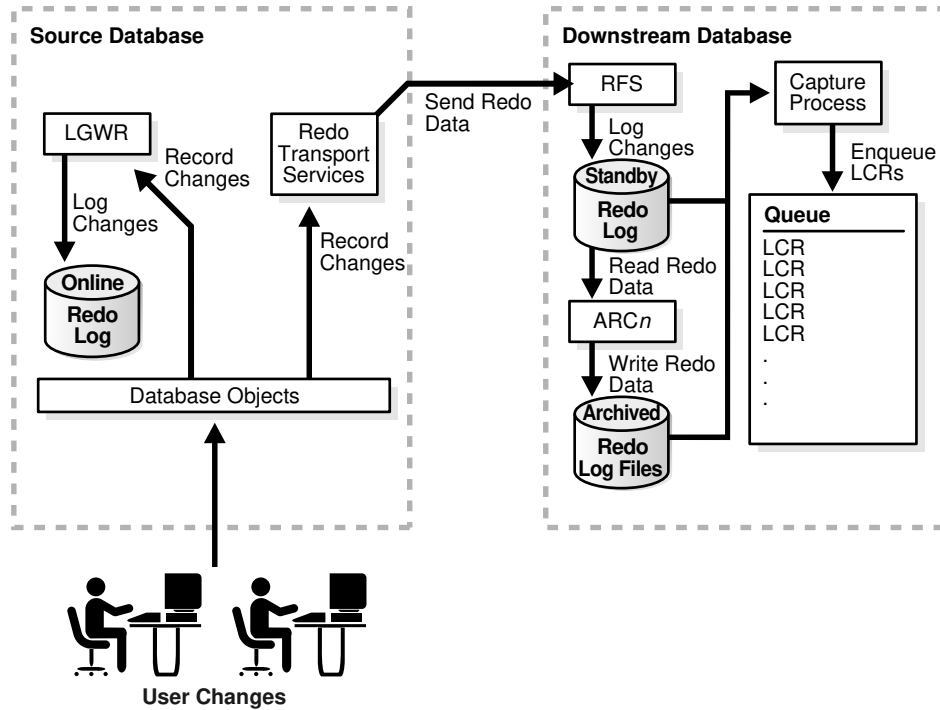 Source Database
LGWR
Record
Changes
Log
Changes
Online
Redo
Log
Redo
Transport
Services
Record
Changes
Database Objects
User Changes
Send Redo
Data
Downstream Database
RFS
Log
Changes
Standby
Redo
Log
Read Redo
Data
ARCn
Write Redo
Data
Archived
Redo
Log Files
Capture
Process
Enqueue
LCRs
Queue
LCR
LCR
LCR
LCR
LCR
.
.
.